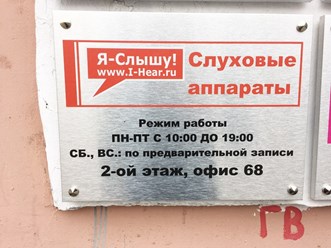 Я-Слышу!
www.I-Hear.ru
Слуховые
аппараты
Режим работы
ПН-ПТ С 10:00 ДО 19:00
СБ., ВС.: по предварительной записи
2-ой этаж, офис 68
ГВ